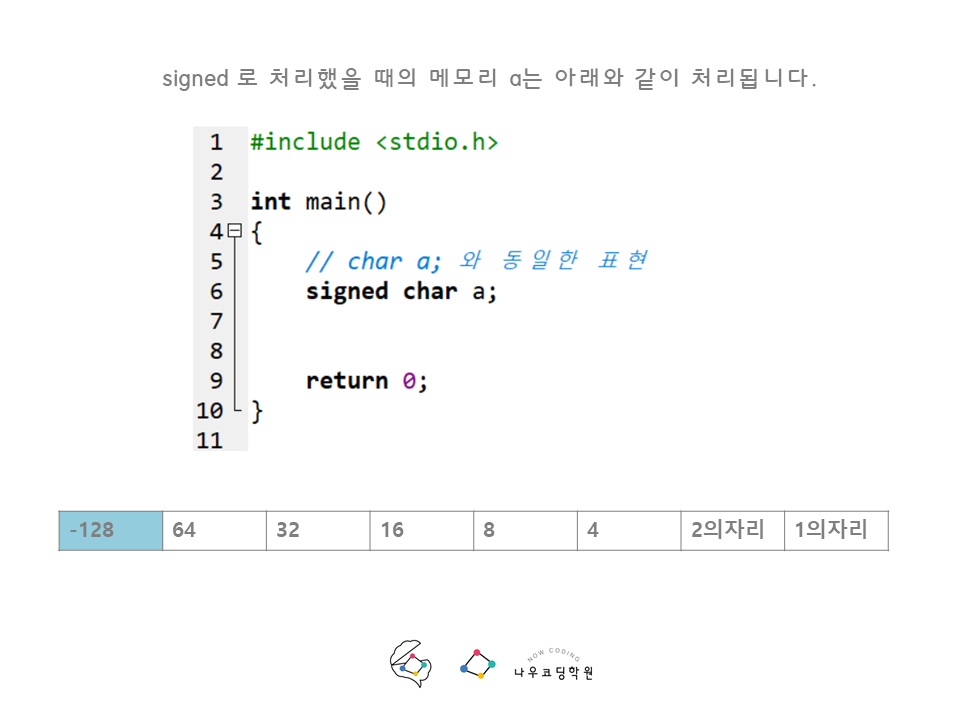 signed 로 처리했을 때의 메모리 a는 아래와 같이 처리됩니다.
1 #include <stdio.h>
2
3 int main()
4 {
5 // char a; 와 동일한 표현
6 signed char a;
7
8
9 return 0;
10 }
11
-128 64 32 16 8 4 2의자리 1의자리
NOW CODING
나우코딩학원